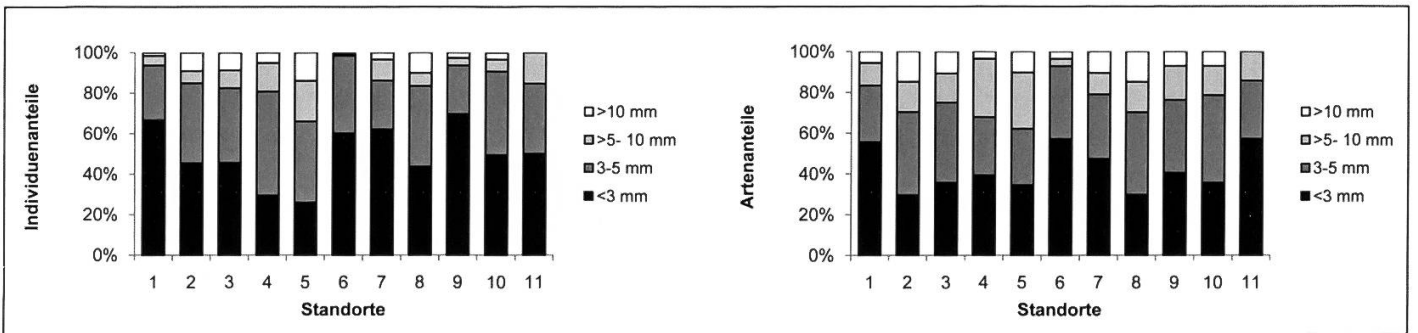 Individuenanteile
100%
80%
60%
40%
20%
0%
1 2 3 4 5 6 7 8 9 10 11
Standorte
>10 mm
>5- 10 mm
3-5 mm
<3 mm
Artenanteile
100%
80%
60%
40%
20%
0%
1 2 3 4 5 6 7 8 9 10 11
Standorte
>10 mm
>5- 10 mm
3-5 mm
<3 mm